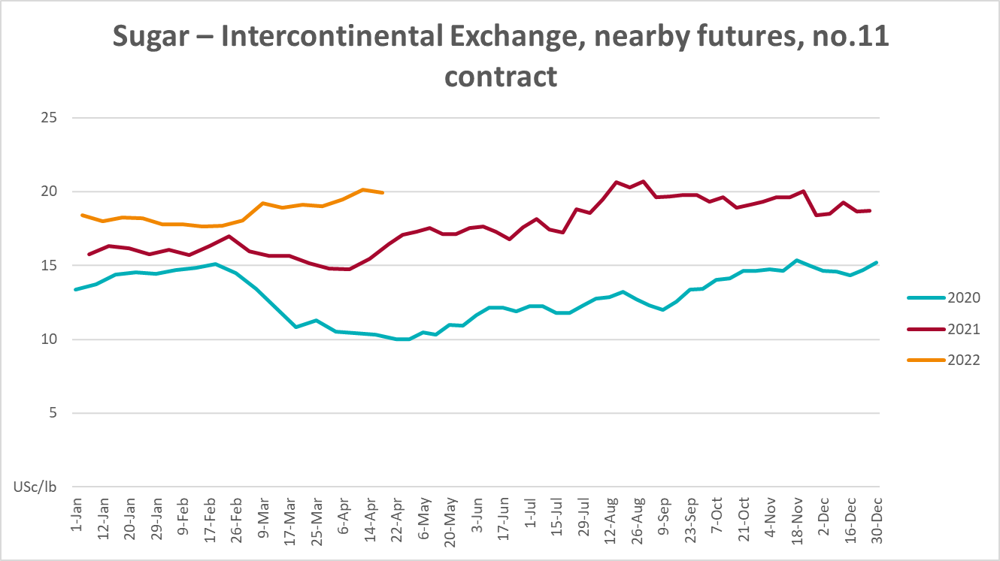 Sugar – Intercontinental Exchange, nearby futures, no.11
contract
25
20
15
10
5
USc/lb
1-Jan
12-Jan
20-Jan
29-Jan
9-Feb
17-Feb
26-Feb
9-Mar
17-Mar
25-Mar
6-Apr
14-Apr
22-Apr
6-May
20-May
3-Jun
17-Jun
1-Jul
15-Jul
29-Jul
12-Aug
26-Aug
9-Sep
23-Sep
7-Oct
21-Oct
4-Nov
18-Nov
2-Dec
16-Dec
30-Dec
2020
2021
2022